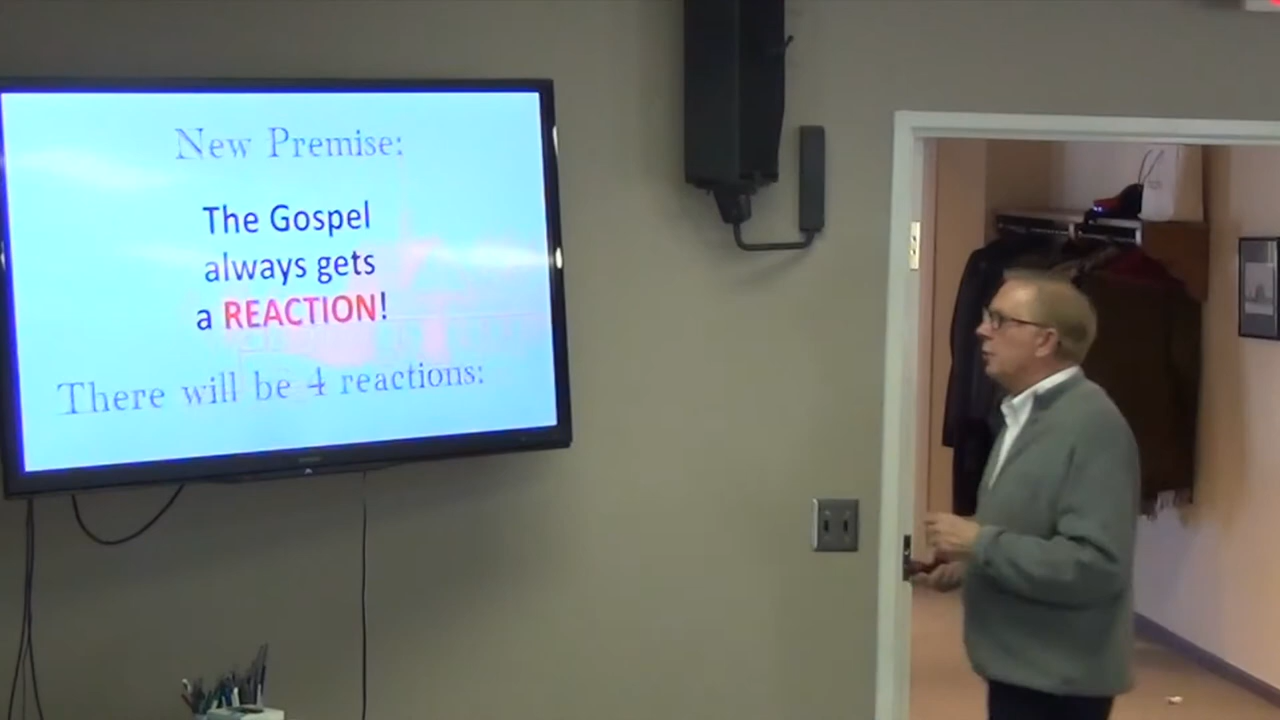 New Premise:
The Gospel
always gets
a REACTION!
There will be 4 reactions: